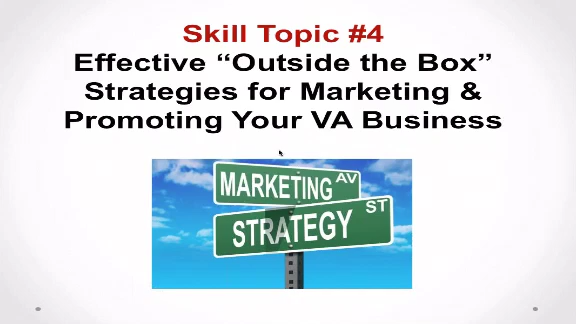 Skill Topic #4
Effective “Outside the Box”
Strategies for Marketing &
Promoting Your VA Business
MARKETING AV
STRATEGY ST